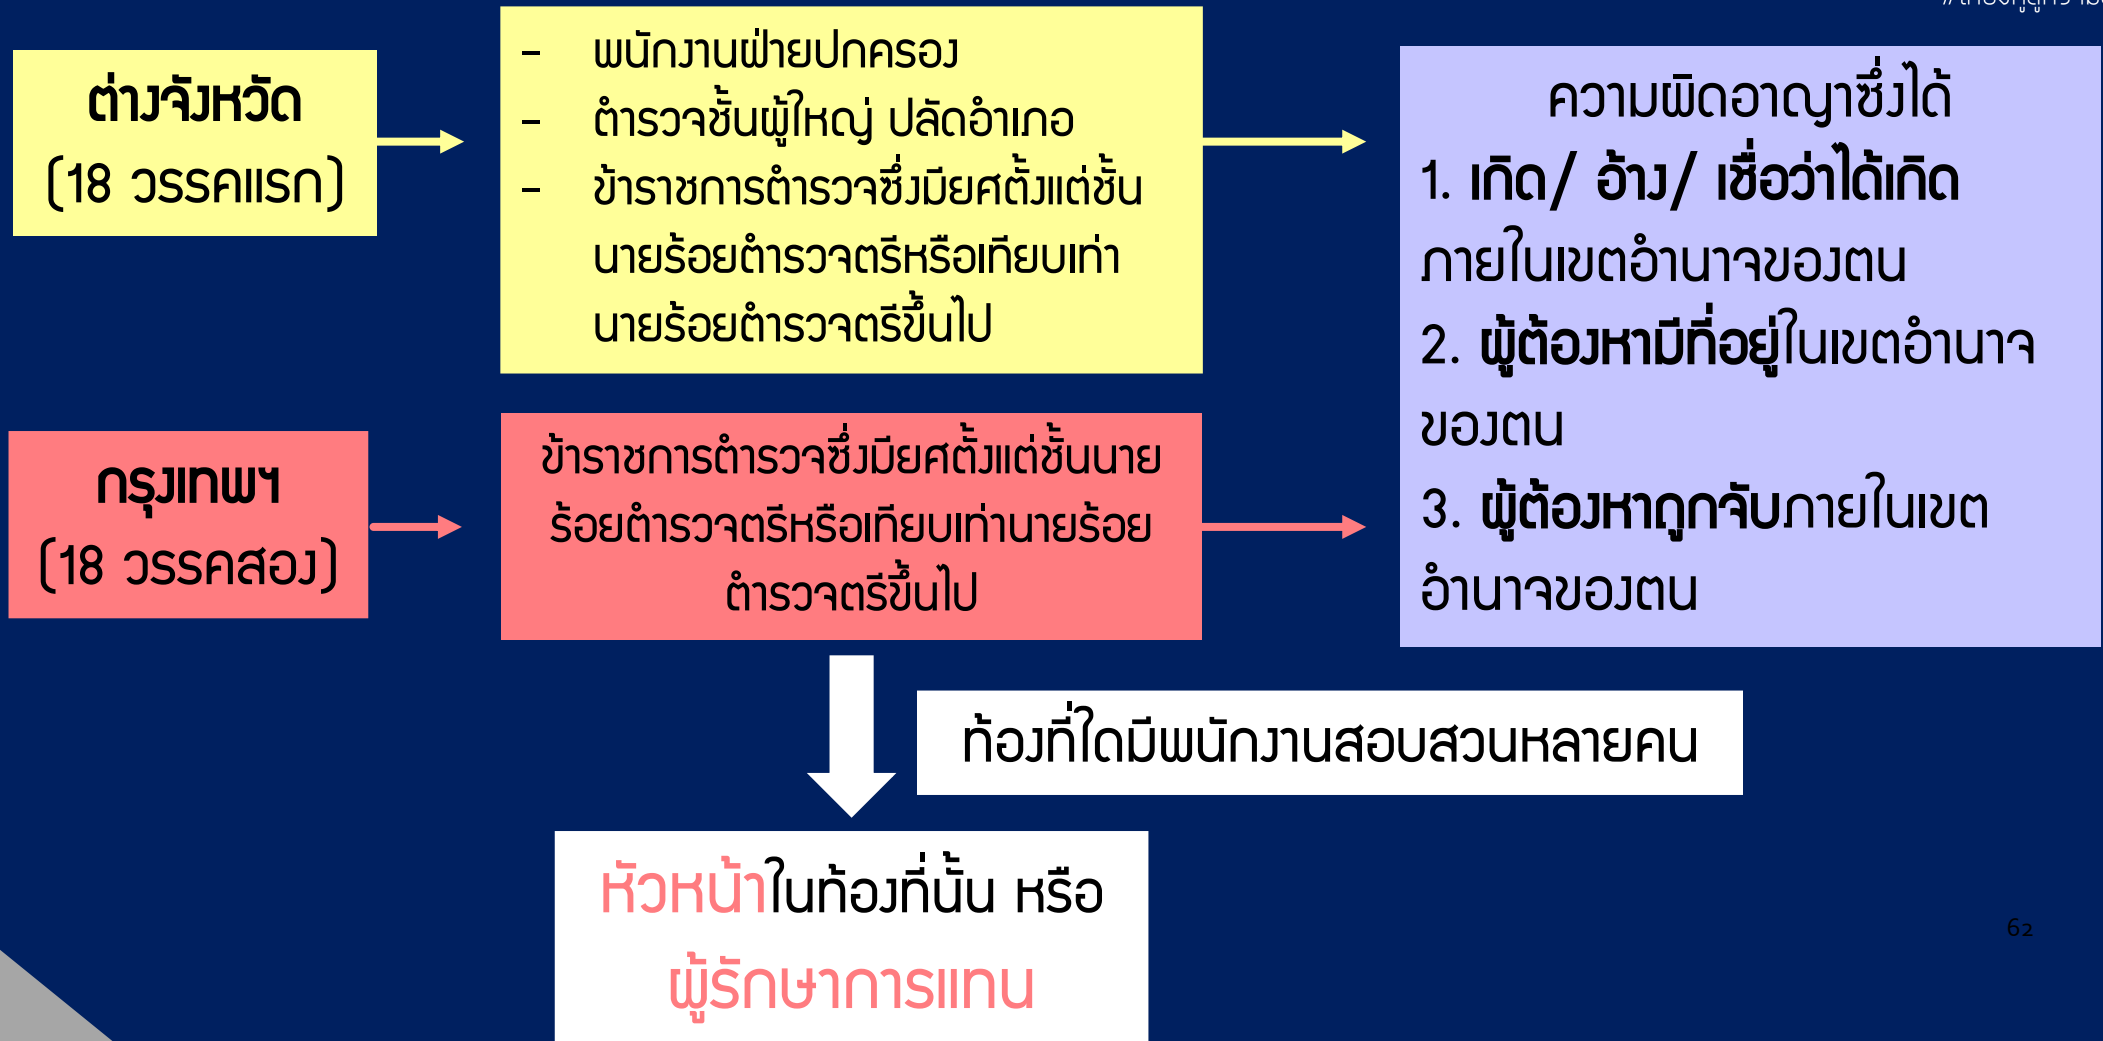 ต่างจังหวัด
(18 วรรคแรก)
- พนักงานฝ่ายปกครอง
- ตำรวจชั้นผู้ใหญ่ ปลัดอำเภอ
- ข้าราชการตำรวจซึ่งมียศตั้งแต่ชั้น
นายร้อยตำรวจตรีหรือเทียบเท่า
นายร้อยตำรวจตรีขึ้นไป
ความผิดอาญาซึ่งได้
1. เกิด/ อ้าง/ เชื่อว่าได้เกิด
ภายในเขตอำนาจของตน
2. ผู้ต้องหามีที่อยู่ในเขตอำนาจ
ของตน
3. ผู้ต้องหาถูกจับภายในเขต
อำนาจของตน
กรุงเทพฯ
(18 วรรคสอง)
ข้าราชการตำรวจซึ่งมียศตั้งแต่ชั้นนาย
ร้อยตำรวจตรีหรือเทียบเท่านายร้อย
ตำรวจตรีขึ้นไป
ท้องที่ใดมีพนักงานสอบสวนหลายคน
หัวหน้าในท้องที่นั้น หรือ
ผู้รักษาการแทน
62